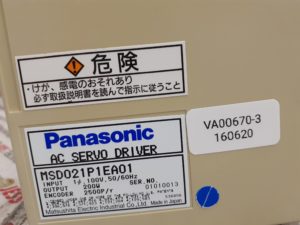 危険
・けが、感電のおそれあり
必ず取扱説明書を読んで指示に従うこと
VA00670-3
160620
Panasonic
AC SERVO DRIVER
MSD021P1EA01
INPUT 1∮, 100V, 50/60Hz
OUTPUT 200W
SER NO.
01010013
ENCODER 2500P/r
Matsushita Electric Industrial Co., Ltd. Made in Japan